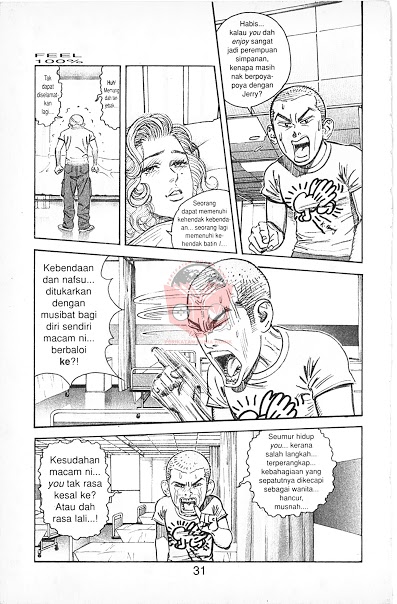 FEEL
100%
Habis...
kalau you dah
enjoy sangat
jadi perempuan
simpanan,
kenapa masih
nak berpoya-
poya dengan
Jerry?
Seorang
dapat memenuhi
kehendak kebenda-
an... seorang lagi
memenuhi ke-
hendak batin I...
Huh!
Memang
dah se-
bak...
Tak
dapat
diselamat-
kan lagi...
Kebendaan
dan nafsu...
ditukarkan
dengan
musibat bagi
diri sendiri
macam ni...
berbaloi
ke?!
Seumur hidup
you... kerana
salah langkah...
terperangkap...
kebahagiaan yang
sepatutnya dikecapi
sebagai wanita...
hancur,
musnah....
Kesudahan
macam ni...
you tak rasa
kesal ke?
Atau dah
rasa lali...!
31